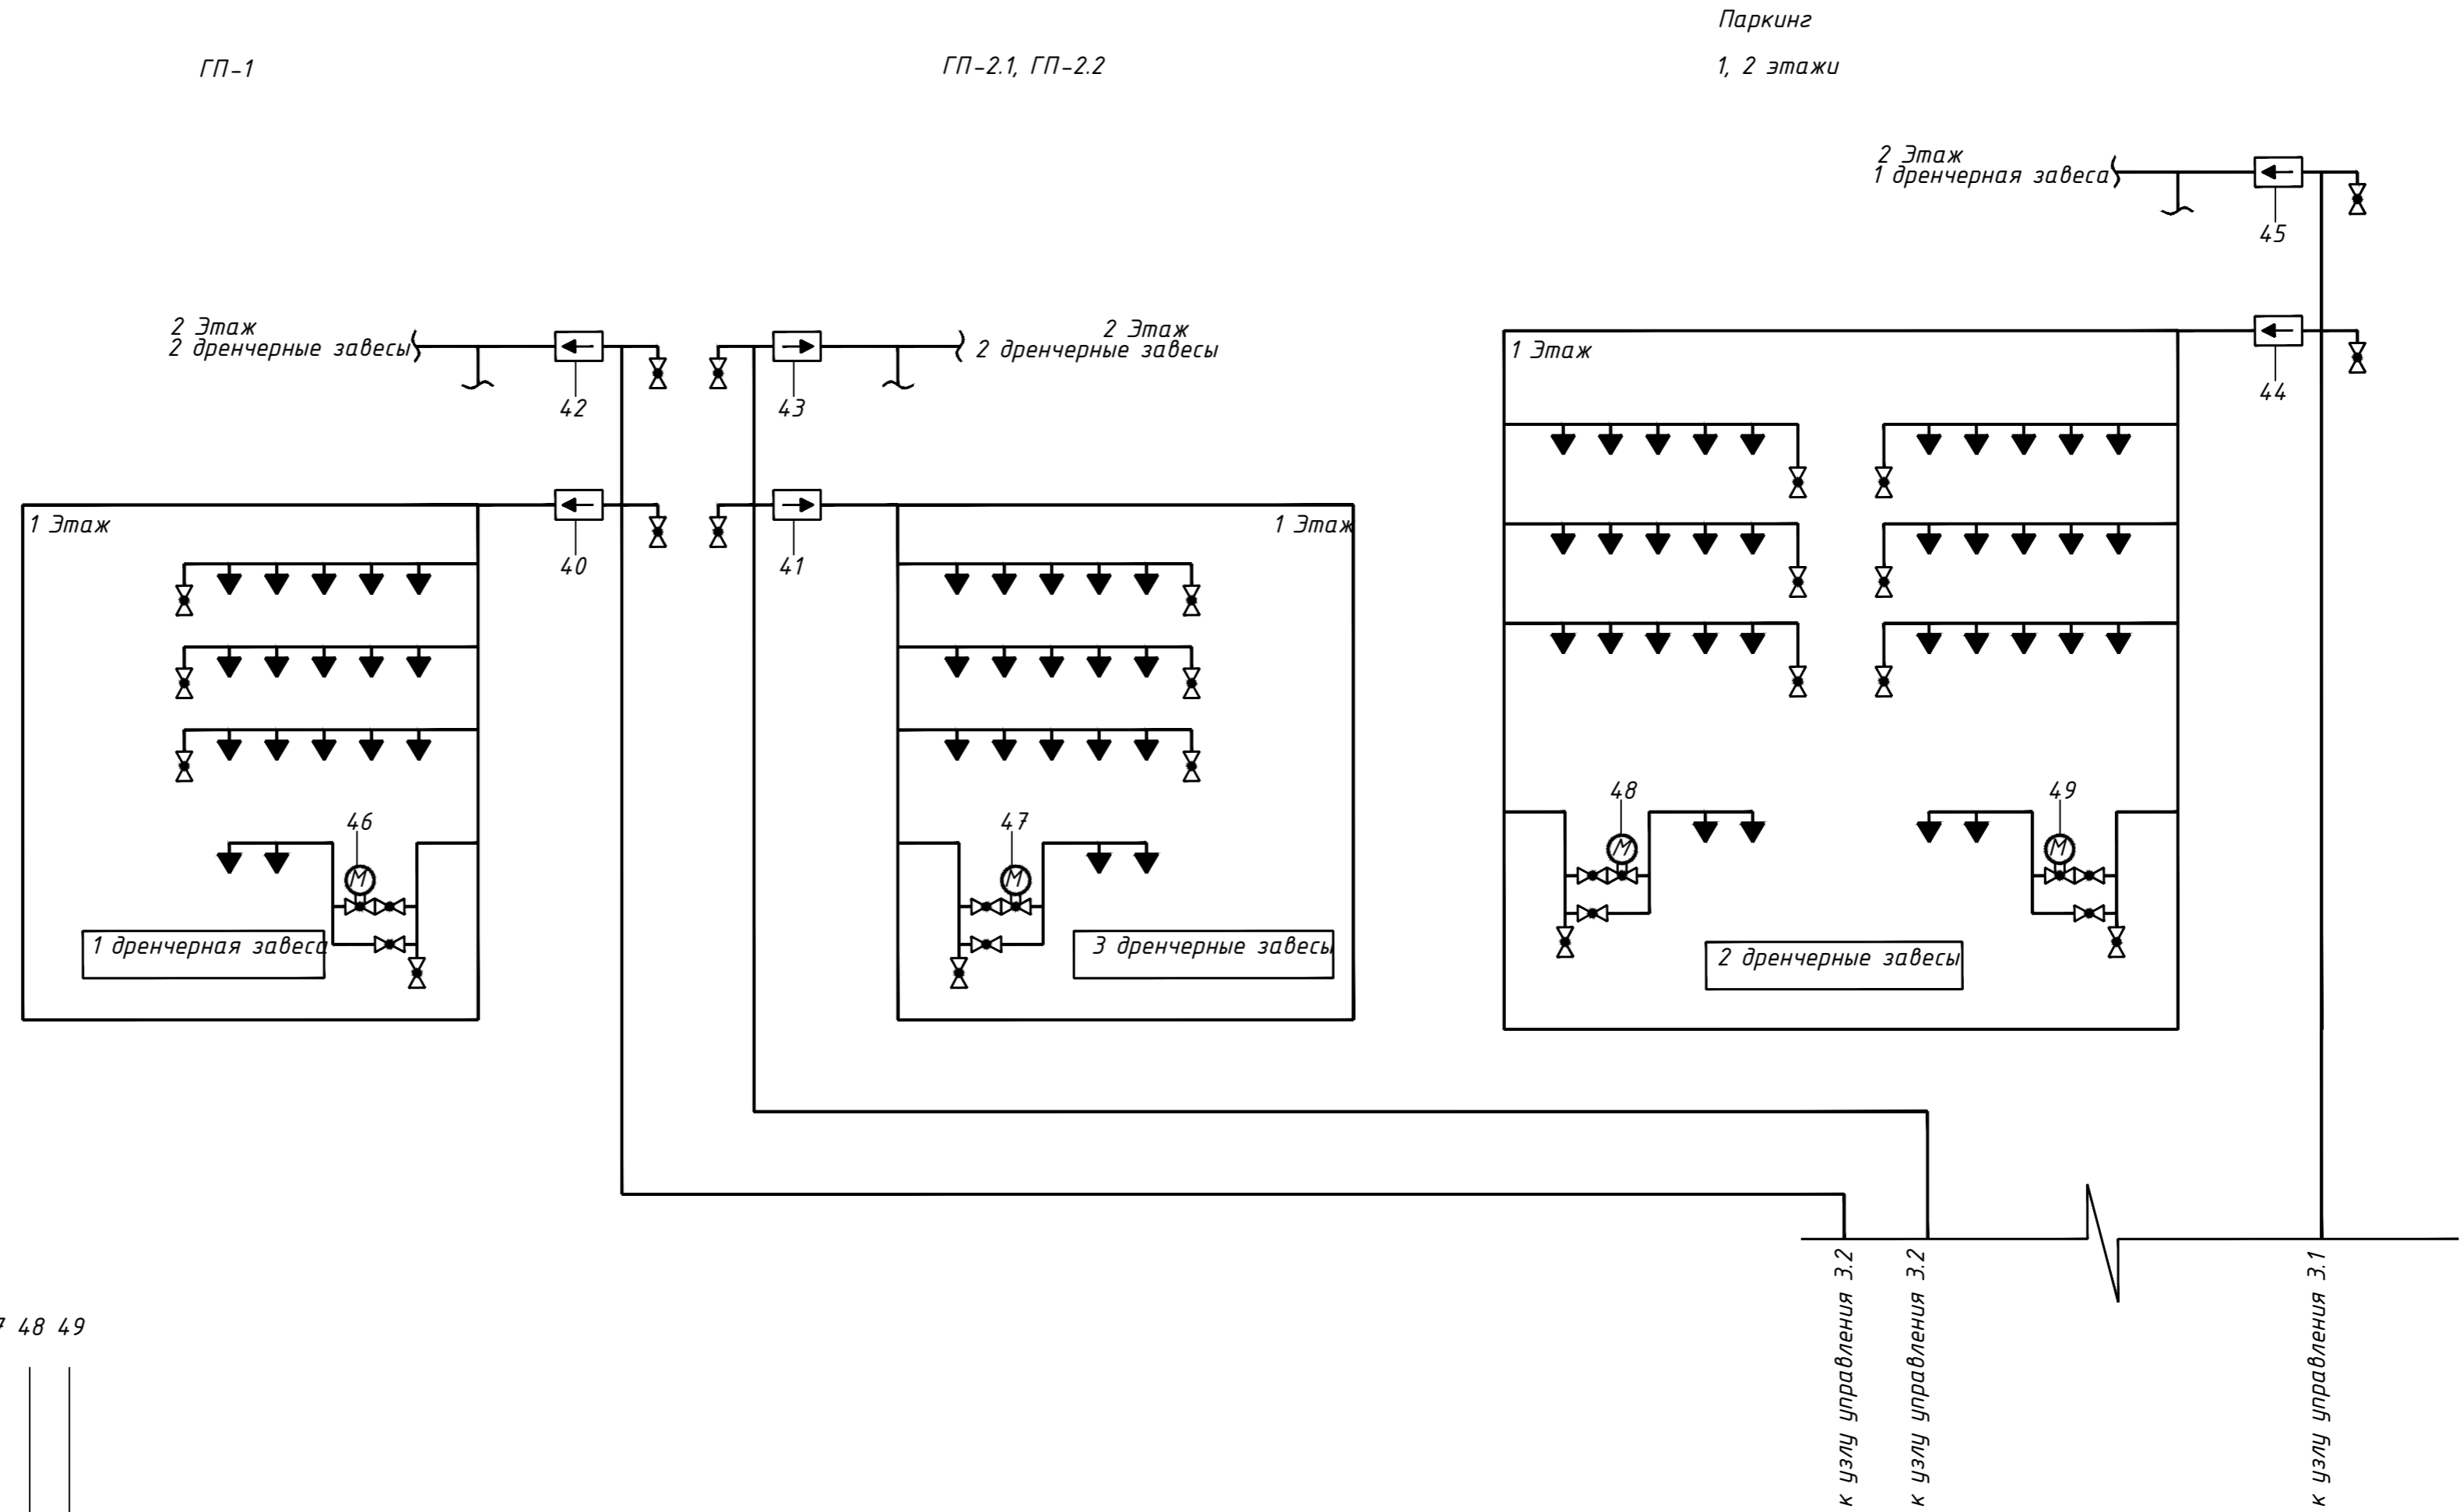 Паркинг
ГП-1
ГП-2.1, ГП-2.2
1, 2 этажи
2 Этаж
1 дренчерная завеса
45
2 Этаж
2 дренчерные завесы
42
43
2 Этаж
2 дренчерные завесы
1 Этаж
44
1 Этаж
40
41
1 Этаж
46
М
1 дренчерная завеса
47
М
3 дренчерные завесы
48
М
49
М
2 дренчерные завесы
к узлу управления 3.2
к узлу управления 3.2
к узлу управления 3.1
48 49